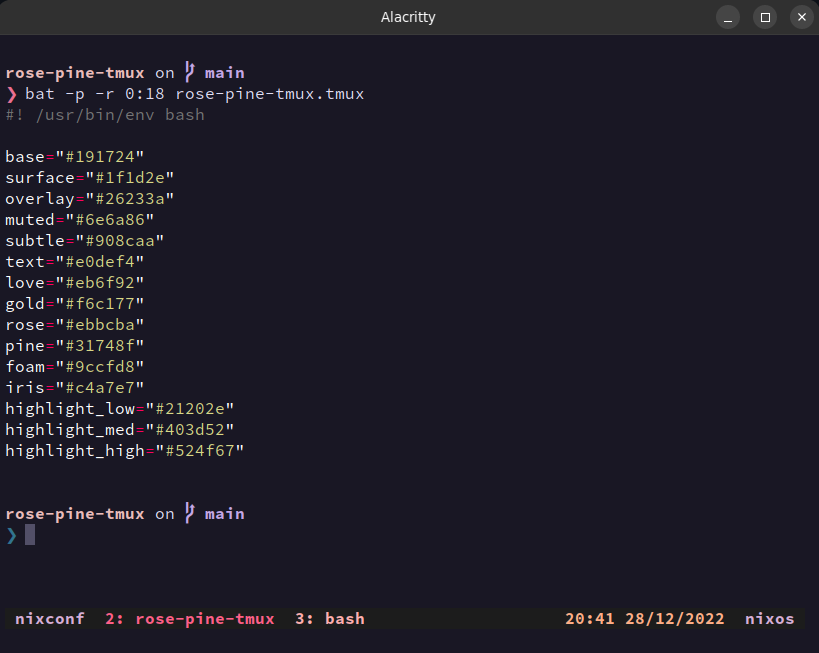 Alacritty
rose-pine-tmux on main
❯ bat -p -r 0:18 rose-pine-tmux.tmux
#! /usr/bin/env bash
base="#191724"
surface="#1f1d2e"
overlay="#26233a"
muted="#6e6a86"
subtle="#908caa"
text="#e0def4"
love="#eb6f92"
gold="#f6c177"
rose="#ebbcba"
pine="#31748f"
foam="#9ccfd8"
iris="#c4a7e7"
highlight_low="#21202e"
highlight_med="#403d52"
highlight_high="#524f67"
rose-pine-tmux on main
❯
nixconf 2: rose-pine-tmux 3: bash 20:41 28/12/2022 nixos